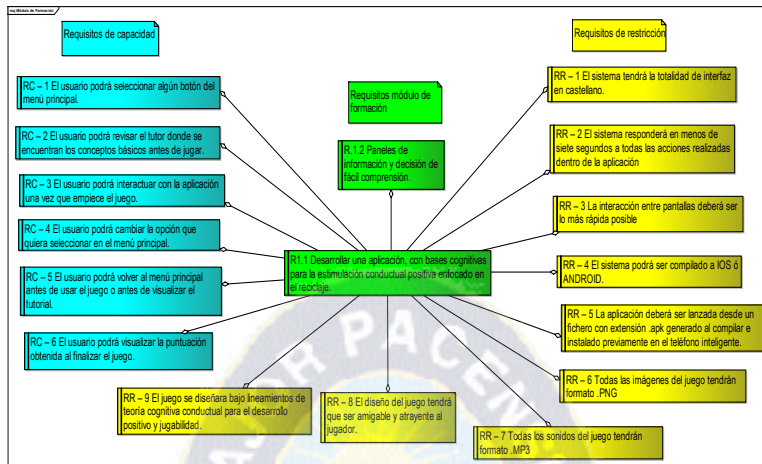 req Módulo de Formación
Requisitos de capacidad
Requisitos de restricción
RC – 1 El usuario podrá seleccionar algún botón del
menú principal.
RC – 2 El usuario podrá revisar el tutor donde se
encuentran los conceptos básicos antes de jugar.
RC – 3 El usuario podrá interactuar con la aplicación
una vez que empiece el juego.
RC – 4 El usuario podrá cambiar la opción que
quiera seleccionar en el menú principal.
RC – 5 El usuario podrá volver al menú principal
antes de usar el juego o antes de visualizar el
tutorial.
RC – 6 El usuario podrá visualizar la puntuación
obtenida al finalizar el juego.
Requisitos módulo de
formación
R.1.2 Paneles de
información y decisión de
fácil comprensión.
R1.1 Desarrollar una aplicación, con bases cognitivas
para la estimulación conductual positiva enfocado en
el reciclaje.
RR – 1 El sistema tendrá la totalidad de interfaz
en castellano.
RR – 2 El sistema responderá en menos de
siete segundos a todas las acciones realizadas
dentro de la aplicación
RR – 3 La interacción entre pantallas deberá ser
lo más rápida posible
RR – 4 El sistema podrá ser compilado a IOS ó
ANDROID.
RR – 5 La aplicación deberá ser lanzada desde un
fichero con extensión .apk generado al compilar e
instalado previamente en el teléfono inteligente.
RR – 6 Todas las imágenes del juego tendrán
formato .PNG
RR – 7 Todas los sonidos del juego tendrán
formato .MP3
RR – 8 El diseño del juego tendrá
que ser amigable y atrayente al
jugador.
RR – 9 El juego se diseñara bajo lineamientos de
teoría cognitiva conductual para el desarrollo
positivo y jugabilidad.